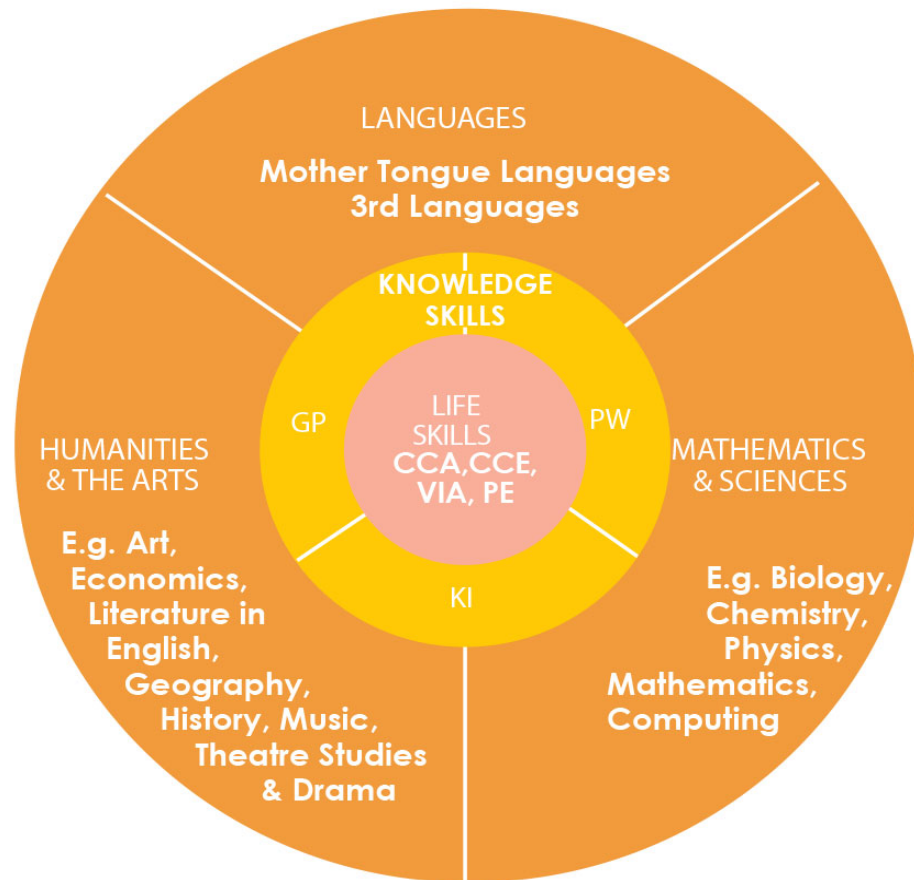 LANGUAGES
Mother Tongue Languages
3rd Languages
KNOWLEDGE
SKILLS
GP
PW
KI
LIFE
SKILLS
CCA,CCE,
VIA, PE
HUMANITIES
& THE ARTS
E.g. Art,
Economics,
Literature in
English,
Geography,
History, Music,
Theatre Studies
& Drama
MATHEMATICS
& SCIENCES
E.g. Biology,
Chemistry,
Physics,
Mathematics,
Computing